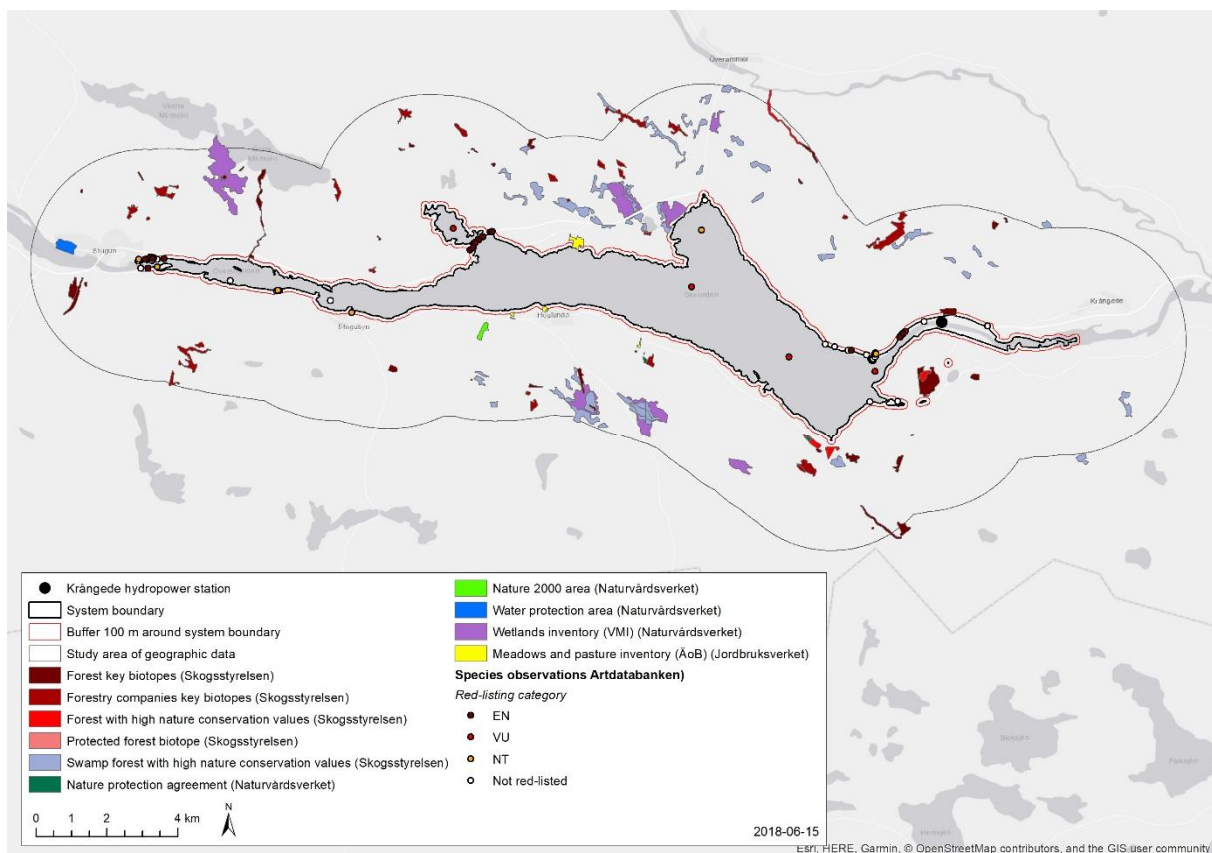 Överammer
Stugun
Krångede
Stugubyn
Höglunda
Gesunden
Krångede hydropower station
System boundary
Buffer 100 m around system boundary
Study area of geographic data
Forest key biotopes (Skogsstyrelsen)
Forestry companies key biotopes (Skogsstyrelsen)
Forest with high nature conservation values (Skogsstyrelsen)
Protected forest biotope (Skogsstyrelsen)
Swamp forest with high nature conservation values (Skogsstyrelsen)
Nature protection agreement (Naturvårdsverket)
0 1 2 4 km
N
Nature 2000 area (Naturvårdsverket)
Water protection area (Naturvårdsverket)
Wetlands inventory (VMI) (Naturvårdsverket)
Meadows and pasture inventory (ÄoB) (Jordbruksverket)
Species observations Artdatabanken)
Red-listing category
EN
VU
NT
Not red-listed
2018-06-15
Esri, HERE, Garmin, © OpenStreetMap contributors, and the GIS user community